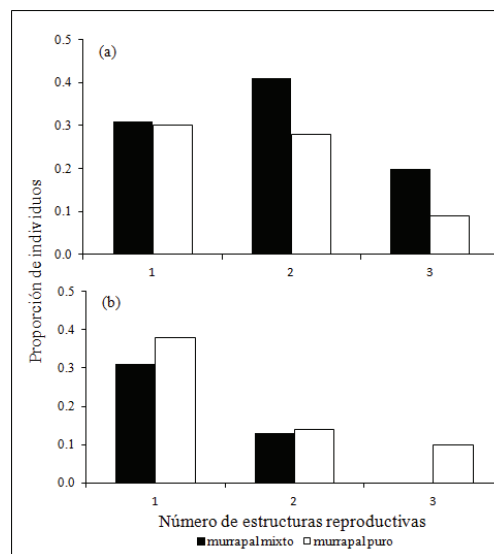 Proporción de individuos
(a)
0.5
0.4
0.3
0.2
0.1
0.0
1 2 3
(b)
0.5
0.4
0.3
0.2
0.1
0.0
1 2 3
Número de estructuras reproductivas
murrapal mixto murrapal puro